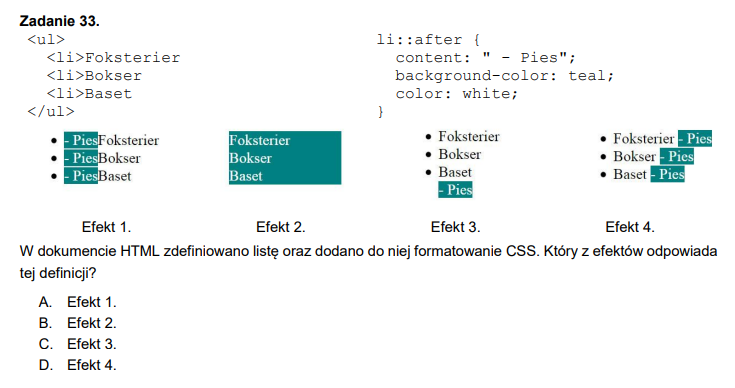 Zadanie 33.
<ul>
<li>Foksterier
<li>Bokser
<li>Baset
</ul>
li::after {
content: " - Pies";
background-color: teal;
color: white;
}
- PiesFoksterier
- PiesBokser
- PiesBaset
Efekt 1.
Foksterier
Bokser
Baset
Efekt 2.
Foksterier
Bokser
Baset
- Pies
Efekt 3.
Foksterier - Pies
Bokser - Pies
Baset - Pies
Efekt 4.
W dokumencie HTML zdefiniowano listę oraz dodano do niej formatowanie CSS. Który z efektów odpowiada
tej definicji?
A. Efekt 1.
B. Efekt 2.
C. Efekt 3.
D. Efekt 4.